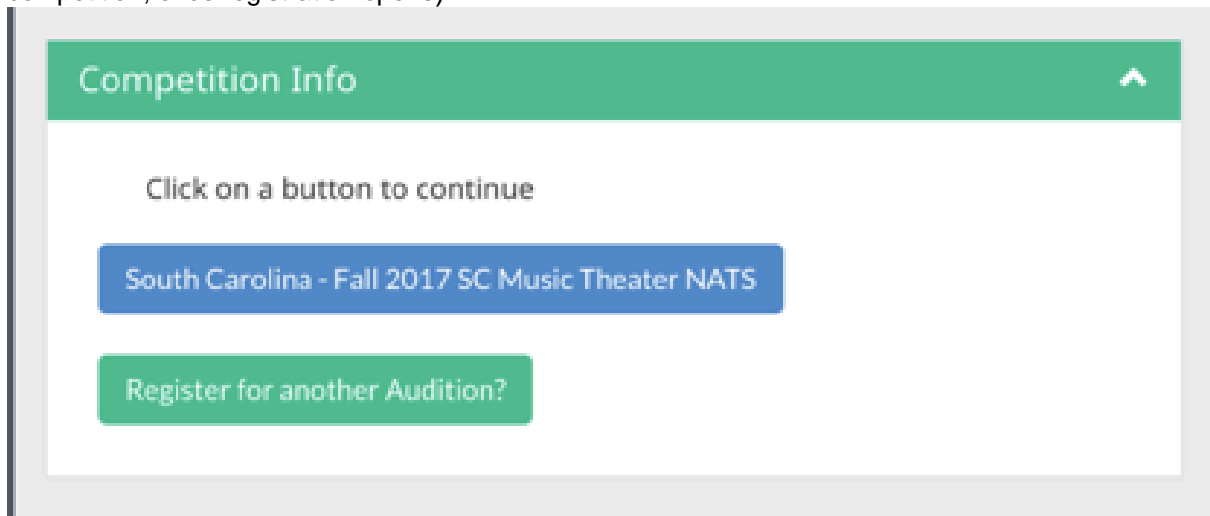 Competition Info
Click on a button to continue
South Carolina - Fall 2017 SC Music Theater NATS
Register for another Audition?